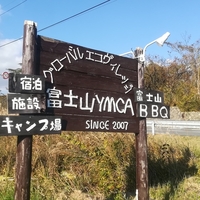 グローバル エコヴィレッジ
宿泊
施設
キャンプ場
富士山YMCA
SINCE 2007
富士山
BBQ